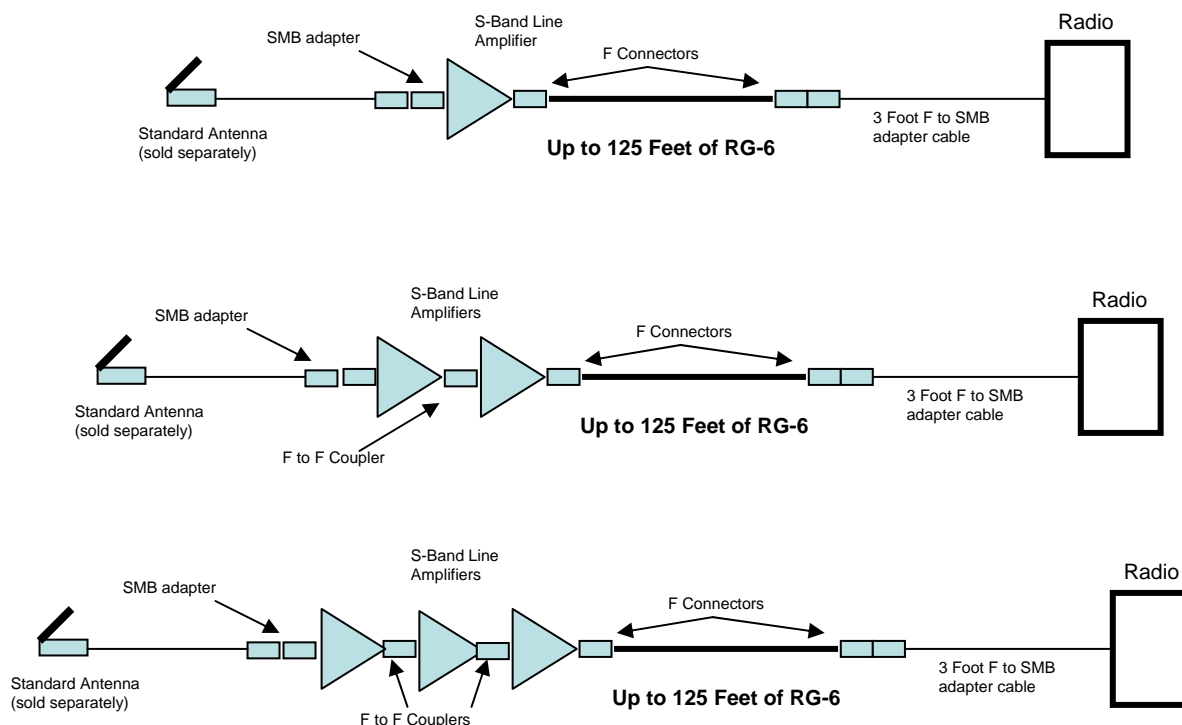 S-Band Line
Amplifier
Radio
SMB adapter
F Connectors
Standard Antenna
(sold separately)
3 Foot F to SMB
adapter cable
Up to 125 Feet of RG-6
S-Band Line
Amplifiers
Radio
SMB adapter
F Connectors
Standard Antenna
(sold separately)
3 Foot F to SMB
adapter cable
Up to 125 Feet of RG-6
F to F Coupler
S-Band Line
Amplifiers
Radio
SMB adapter
F Connectors
Standard Antenna
(sold separately)
3 Foot F to SMB
adapter cable
Up to 125 Feet of RG-6
F to F Couplers